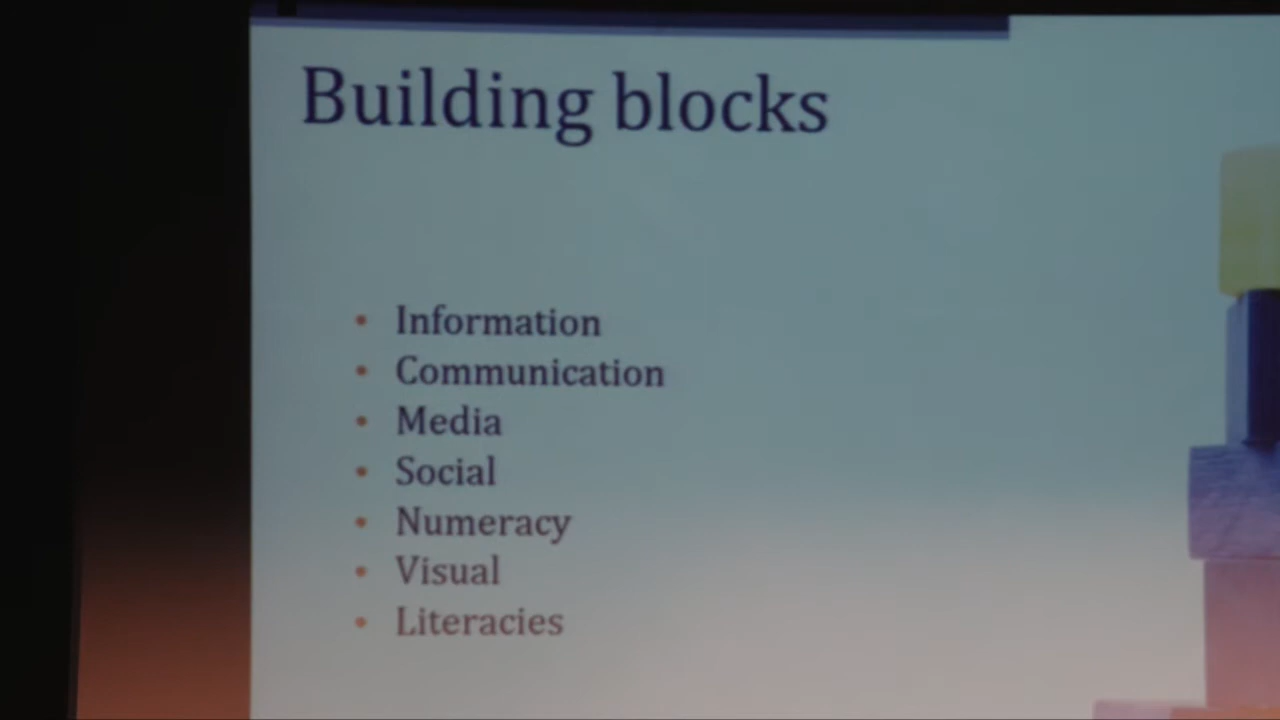 Building blocks
• Information
• Communication
• Media
• Social
• Numeracy
• Visual
• Literacies